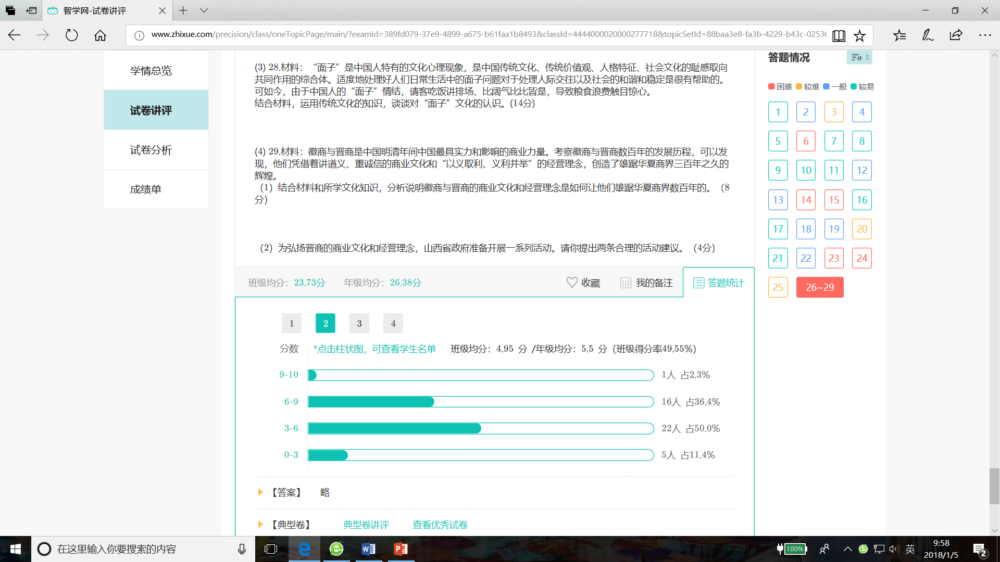 智学网-试卷讲评
www.zhixue.com/precision/class/oneTopicPage/main/?examId=389fd079-37e9-4899-a675-b61faa1b8493&classId=4444000020000277718&topicSetId=88baa3e8-fa3b-4229-b43c-0253
学情总览
试卷讲评
试卷分析
成绩单
(3) 28.材料：“面子”是中国人特有的文化心理现象，是中国传统文化、传统价值观、人格特征、社会文化的耻感取向
共同作用的综合体。适度地处理好人们日常生活中的面子问题对于处理人际交往以及社会的和谐和稳定是很有帮助的。
可如今，由于中国人的“面子”情结，请客吃饭讲排场、比阔气比比皆是，导致粮食浪费触目惊心。
结合材料，运用传统文化的知识，谈谈对“面子”文化的认识。(14分)
(4) 29.材料：徽商与晋商是中国明清年间中国最具实力和影响的商业力量。考察徽商与晋商数百年的发展历程，可以发
现，他们凭借着讲道义、重诚信的商业文化和“以义取利、义利并举”的经营理念，创造了雄踞华夏商界三百年之久的
辉煌。
（1）结合材料和所学文化知识，分析说明徽商与晋商的商业文化和经营理念是如何让他们雄踞华夏商界数百年的。（8
分）
（2）为弘扬晋商的商业文化和经营理念，山西省政府准备开展一系列活动。请你提出两条合理的活动建议。（4分）
班级均分：23.73分 年级均分：26.38分 收藏 我的备注 答题统计
1 2 3 4
分数 *点击柱状图，可查看学生名单 班级均分：4.95 分 /年级均分：5.5 分（班级得分率49.55%）
9-10 1人 占2.3%
6-9 16人 占36.4%
3-6 22人 占50.0%
0-3 5人 占11.4%
【答案】 略
【典型卷】 典型卷讲评 查看优秀试卷
答题情况
困难 较难 一般 较易
1 2 3 4
5 6 7 8
9 10 11 12
13 14 15 16
17 18 19 20
21 22 23 24
25 26~29
在这里输入你要搜索的内容
100%
英
9:58
2018/1/5
2